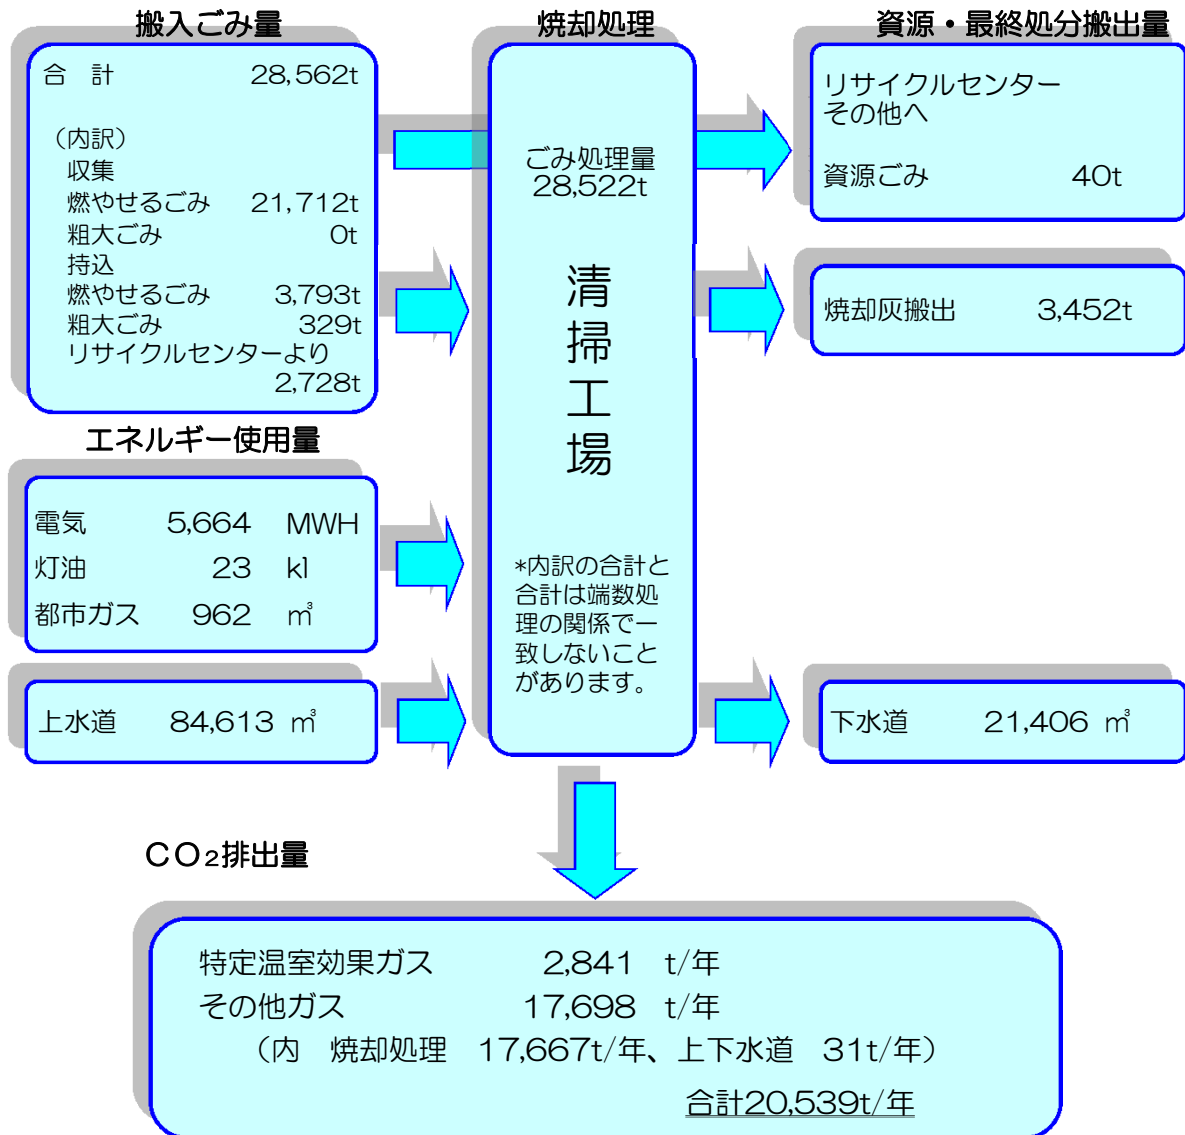 搬入ごみ量
合　計　28,562t
（内訳）
収集
燃やせるごみ　21,712t
粗大ごみ　0t
持込
燃やせるごみ　3,793t
粗大ごみ　329t
リサイクルセンターより
2,728t
エネルギー使用量
電気　5,664　MWH
灯油　23　kl
都市ガス　962　㎥
上水道　84,613　㎥
焼却処理
ごみ処理量
28,522t
清
掃
工
場
*内訳の合計と
合計は端数処
理の関係で一
致しないこと
があります。
資源・最終処分搬出量
リサイクルセンター
その他へ
資源ごみ　40t
焼却灰搬出　3,452t
下水道　21,406　㎥
ＣＯ₂排出量
特定温室効果ガス　2,841　t/年
その他ガス　17,698　t/年
（内　焼却処理　17,667t/年、上下水道　31t/年）
合計20,539t/年